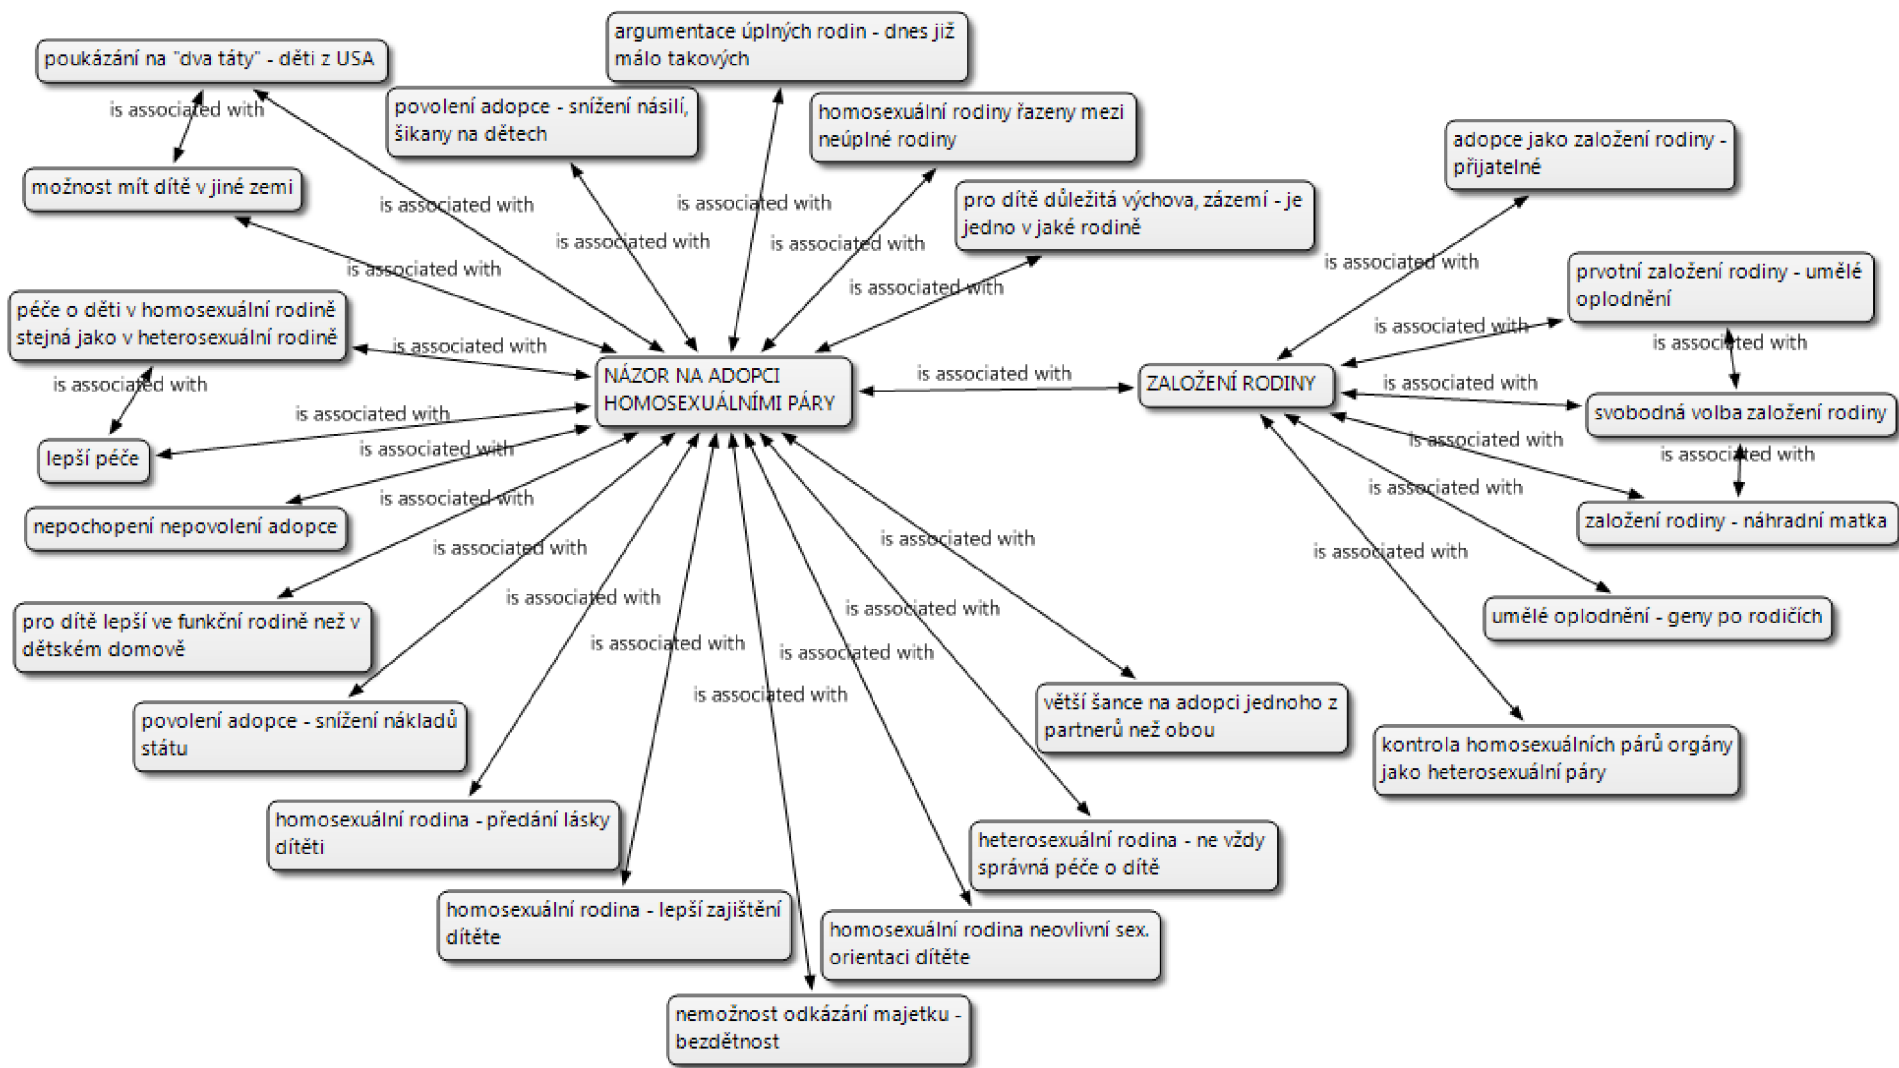 argumentace úplných rodin - dnes již
málo takových
poukázání na "dva táty" - děti z USA
is associated with
povolení adopce - snížení násilí,
šikany na dětech
homosexuální rodiny řazeny mezi
neúplné rodiny
adopce jako založení rodiny -
přijatelné
možnost mít dítě v jiné zemi
is associated with
is associated with
is associated with
is associated with
pro dítě důležitá výchova, zázemí - je
jedno v jaké rodině
is associated with
is associated with
is associated with
is associated with
prvotní založení rodiny - umělé
oplodnění
péče o děti v homosexuální rodině
stejná jako v heterosexuální rodině
is associated with
is associated with
is associated with
is associated with
NÁZOR NA ADOPCI
HOMOSEXUÁLNÍMI PÁRY
is associated with
ZALOŽENÍ RODINY
is associated with
is associated with
svobodná volba založení rodiny
lepší péče
is associated with
is associated with
is associated with
is associated with
is associated with
is associated with
nepochopení nepovolení adopce
založení rodiny - náhradní matka
is associated with
is associated with
is associated with
pro dítě lepší ve funkční rodině než v
dětském domově
is associated with
is associated with
umělé oplodnění - geny po rodičích
is associated with
is associated with
is associated with
povolení adopce - snížení nákladů
státu
větší šance na adopci jednoho z
partnerů než obou
kontrola homosexuálních párů orgány
jako heterosexuální páry
homosexuální rodina - předání lásky
dítěti
heterosexuální rodina - ne vždy
správná péče o dítě
homosexuální rodina - lepší zajištění
dítěte
homosexuální rodina neovlivní sex.
orientaci dítěte
nemožnost odkázání majetku -
bezdětnost